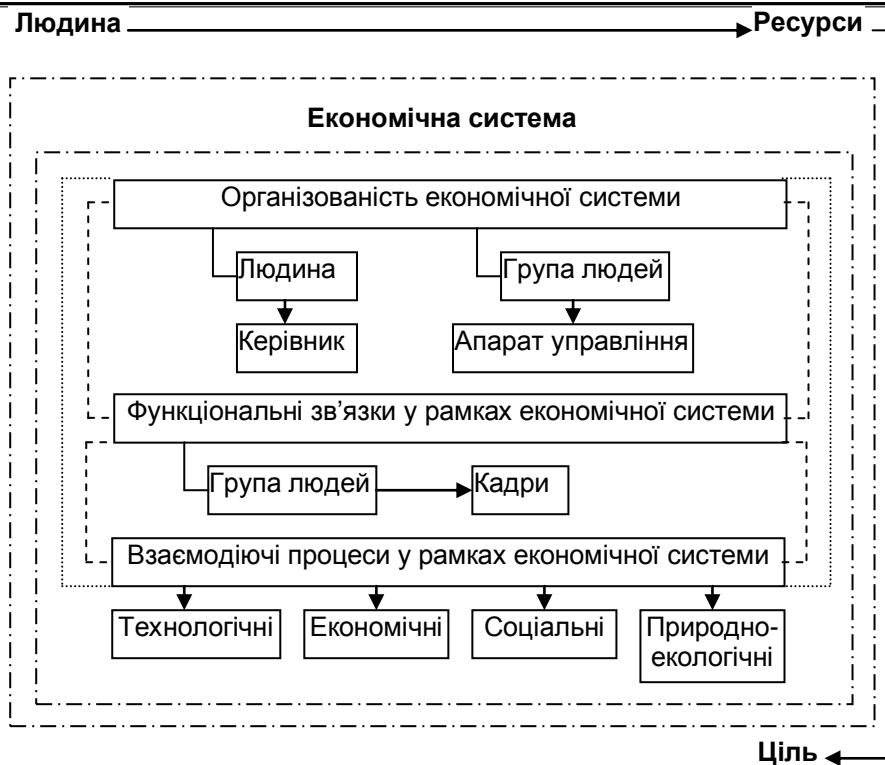 Людина Ресурси
Економічна система
Організованість економічної системи
Людина Група людей
Керівник Апарат управління
Функціональні зв’язки у рамках економічної системи
Група людей Кадри
Взаємодіючі процеси у рамках економічної системи
Технологічні Економічні Соціальні Природно-
екологічні
Ціль